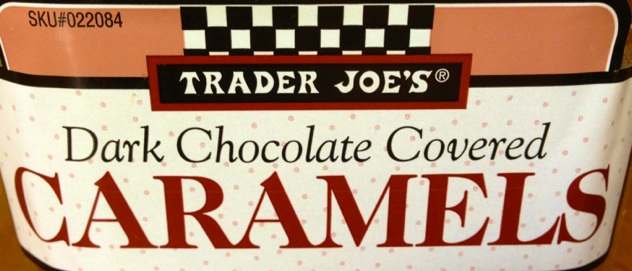 SKU#022084
TRADER JOE'S®
Dark Chocolate Covered
CARAMELS